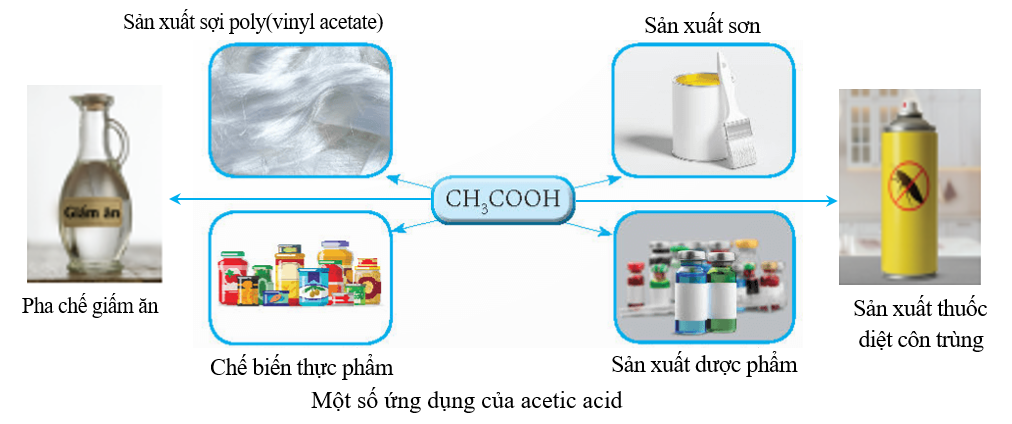 Sản xuất sợi poly(vinyl acetate)
Sản xuất sơn
Giấm ăn
CH₃COOH
Pha chế giấm ăn
Chế biến thực phẩm
Sản xuất dược phẩm
Sản xuất thuốc
diệt côn trùng
Một số ứng dụng của acetic acid